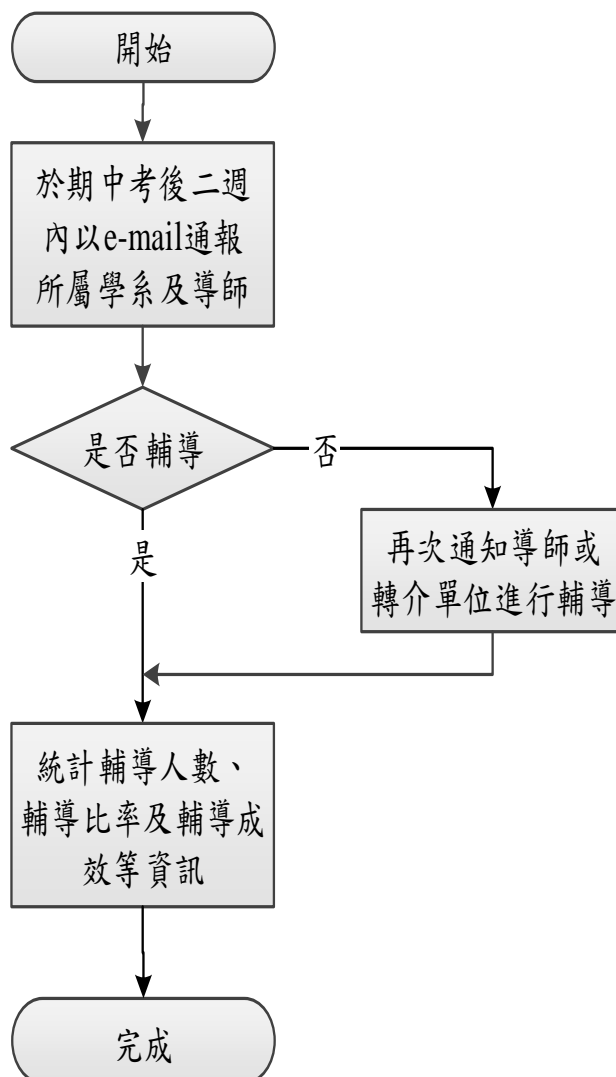 開始
於期中考後二週
內以e-mail通報
所屬學系及導師
是否輔導
否
是
再次通知導師或
轉介單位進行輔導
統計輔導人數、
輔導比率及輔導成
效等資訊
完成